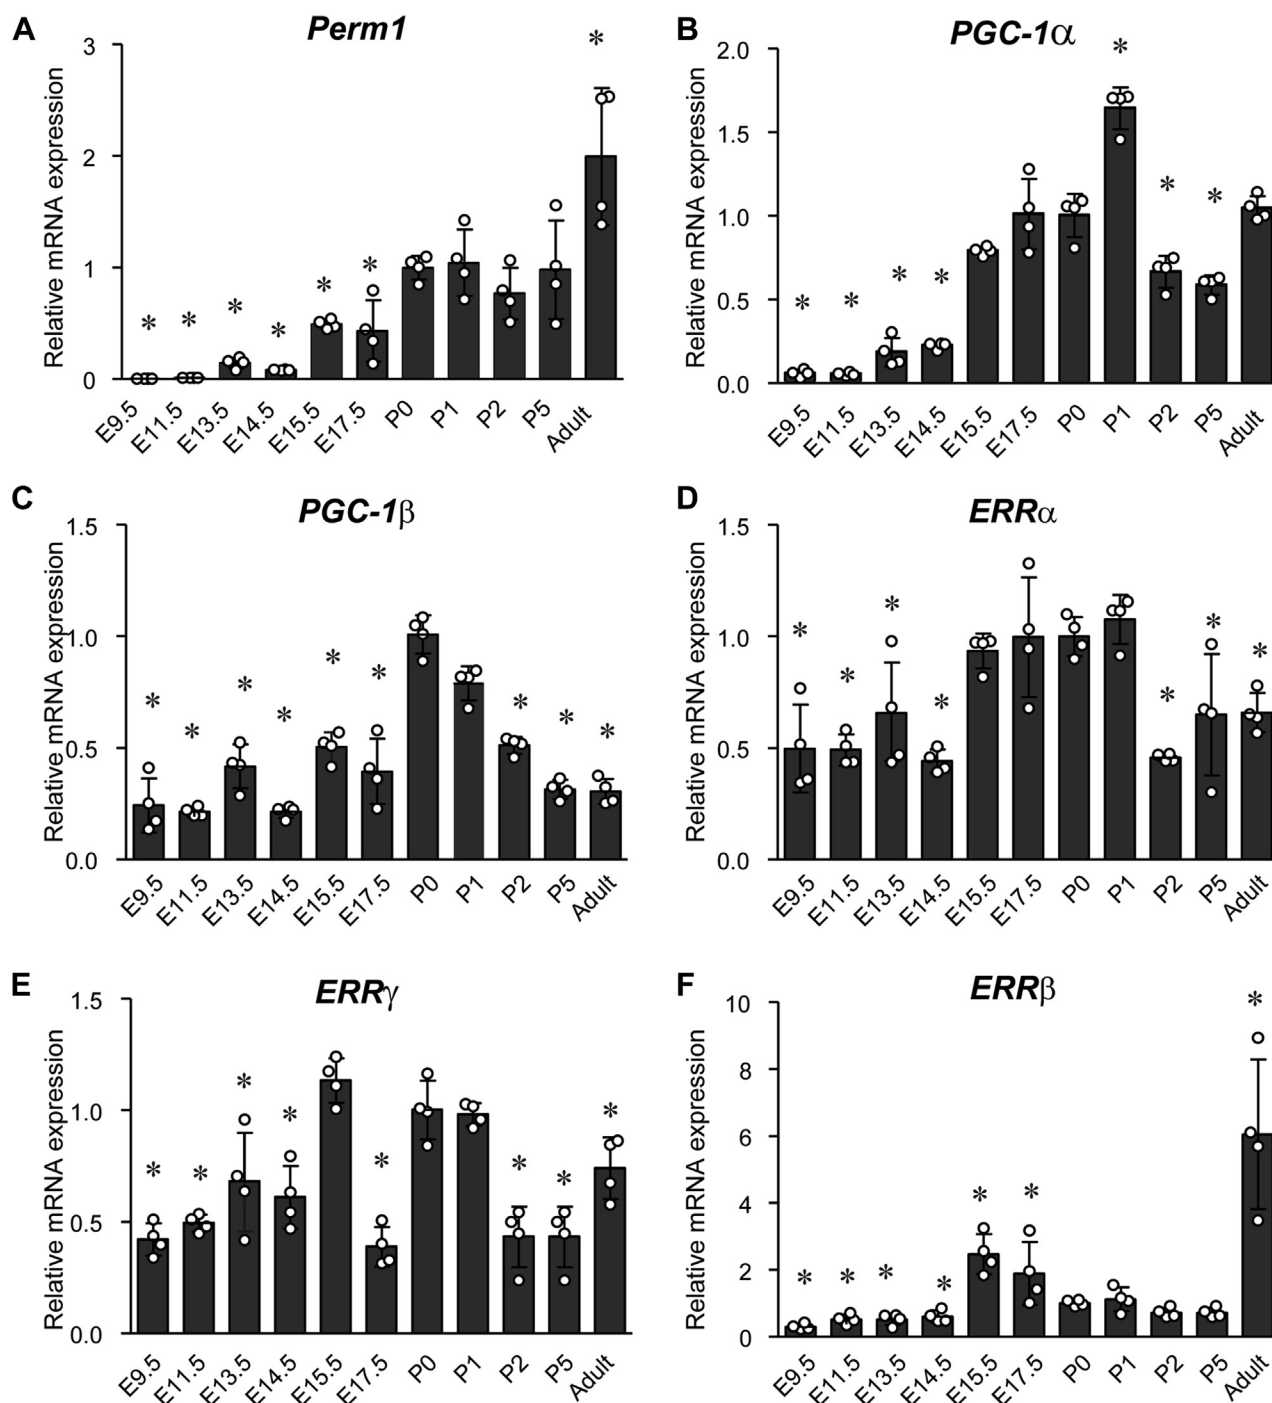 A
Perm1
Relative mRNA expression
3
2
1
0
* * * * * * *
E9.5 E11.5 E13.5 E14.5 E15.5 E17.5 P0 P1 P2 P5 Adult
B
PGC-1α
Relative mRNA expression
2.0
1.5
1.0
0.5
0.0
* * * * * * *
E9.5 E11.5 E13.5 E14.5 E15.5 E17.5 P0 P1 P2 P5 Adult
C
PGC-1β
Relative mRNA expression
1.5
1.0
0.5
0.0
* * * * * * * * *
E9.5 E11.5 E13.5 E14.5 E15.5 E17.5 P0 P1 P2 P5 Adult
D
ERRα
Relative mRNA expression
1.5
1.0
0.5
0.0
* * * * * * *
E9.5 E11.5 E13.5 E14.5 E15.5 E17.5 P0 P1 P2 P5 Adult
E
ERRγ
Relative mRNA expression
1.5
1.0
0.5
0.0
* * * * * * * *
E9.5 E11.5 E13.5 E14.5 E15.5 E17.5 P0 P1 P2 P5 Adult
F
ERRβ
Relative mRNA expression
10
8
6
4
2
0
* * * * * * *
E9.5 E11.5 E13.5 E14.5 E15.5 E17.5 P0 P1 P2 P5 Adult